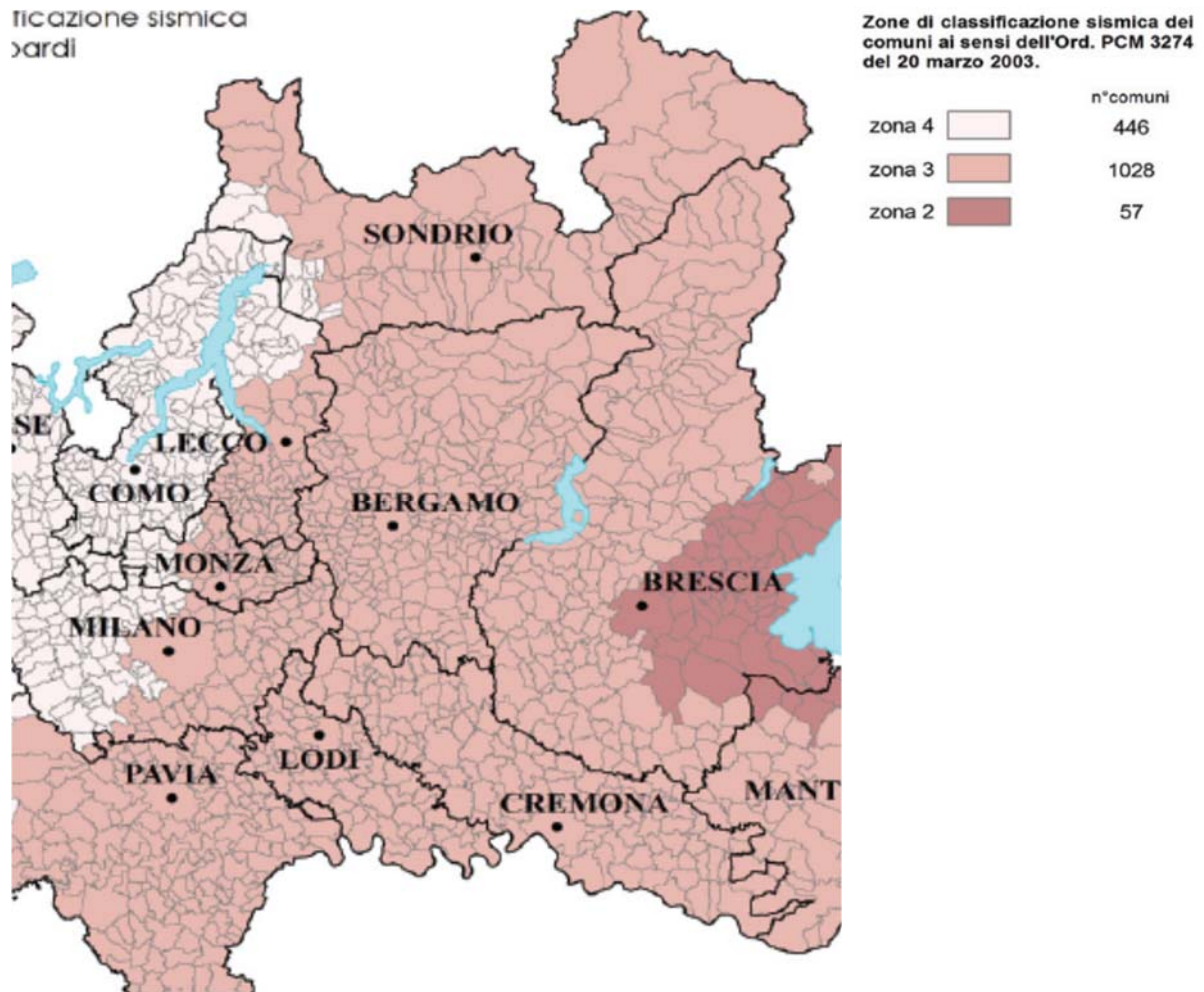 ficazione sismica
Zone di classificazione sismica dei
comuni ai sensi dell'Ord. PCM 3274
del 20 marzo 2003.
n°comuni
zona 4 446
zona 3 1028
zona 2 57
SONDRIO
SE
LECCO
COMO
BERGAMO
MONZA
BRESCIA
MILANO
LODI
PAVIA
CREMONA
MANT